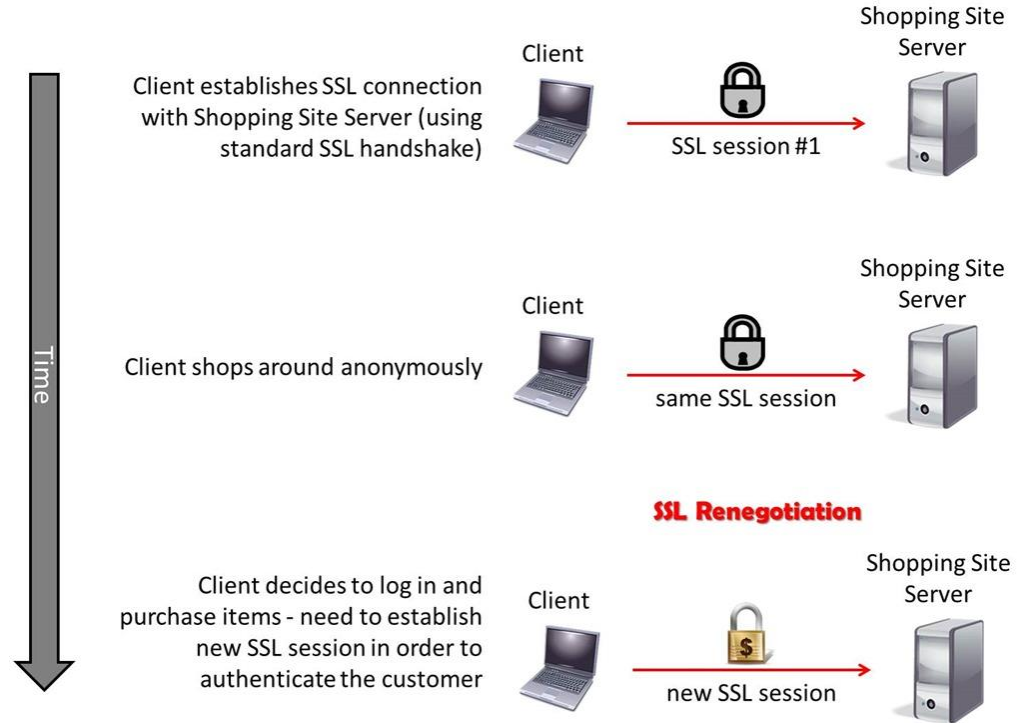 Shopping Site
Server
Client
Client establishes SSL connection
with Shopping Site Server (using
standard SSL handshake)
SSL session #1
Shopping Site
Server
Client
Time
Client shops around anonymously
same SSL session
SSL Renegotiation
Shopping Site
Server
Client
Client decides to log in and
purchase items - need to establish
new SSL session in order to
authenticate the customer
$
new SSL session